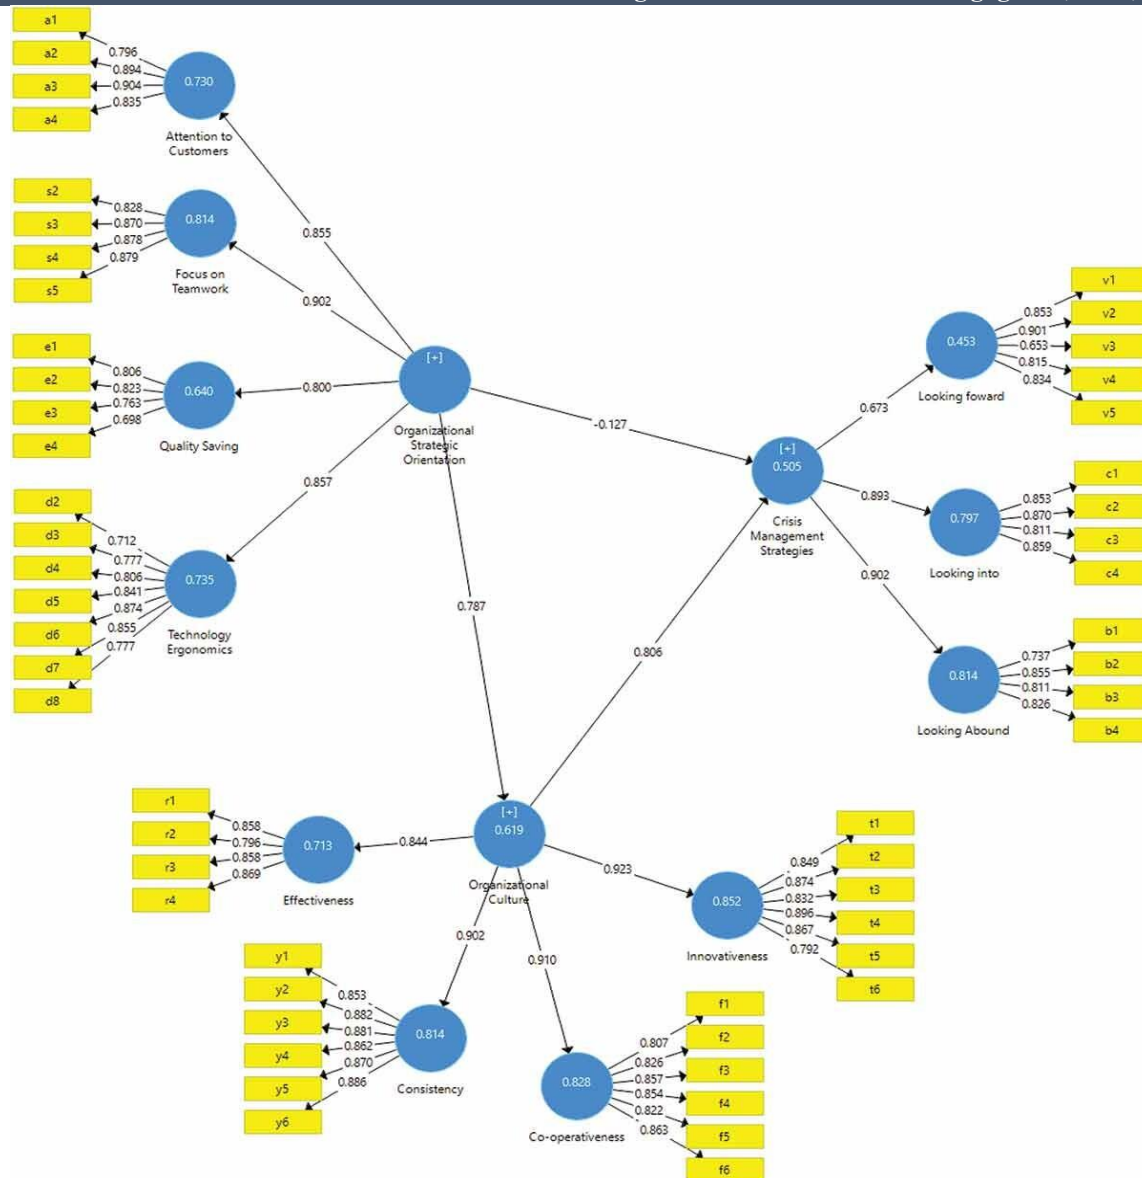 a1
a2
a3
a4
0.796
0.894
0.904
0.835
0.730
Attention to
Customers
s2
s3
s4
s5
0.828
0.870
0.878
0.879
0.814
Focus on
Teamwork
e1
e2
e3
e4
0.806
0.823
0.763
0.698
0.640
Quality Saving
d2
d3
d4
d5
d6
d7
d8
0.712
0.777
0.806
0.841
0.874
0.855
0.777
0.735
Technology
Ergonomics
0.855
0.902
0.800
0.857
[+]
Organizational
Strategic
Orientation
-0.127
0.787
0.806
[+]
0.505
Crisis
Management
Strategies
0.673
0.893
0.902
0.453
Looking foward
0.853
0.901
0.653
0.815
0.834
v1
v2
v3
v4
v5
0.797
Looking into
0.853
0.870
0.811
0.859
c1
c2
c3
c4
0.814
Looking Abound
0.737
0.855
0.811
0.826
b1
b2
b3
b4
[+]
0.619
Organizational
Culture
0.844
0.902
0.910
0.923
r1
r2
r3
r4
0.858
0.796
0.858
0.869
0.713
Effectiveness
y1
y2
y3
y4
y5
y6
0.853
0.882
0.881
0.862
0.870
0.886
0.814
Consistency
0.828
Co-operativeness
0.807
0.826
0.857
0.854
0.822
0.863
f1
f2
f3
f4
f5
f6
0.852
Innovativeness
0.849
0.874
0.832
0.896
0.867
0.792
t1
t2
t3
t4
t5
t6